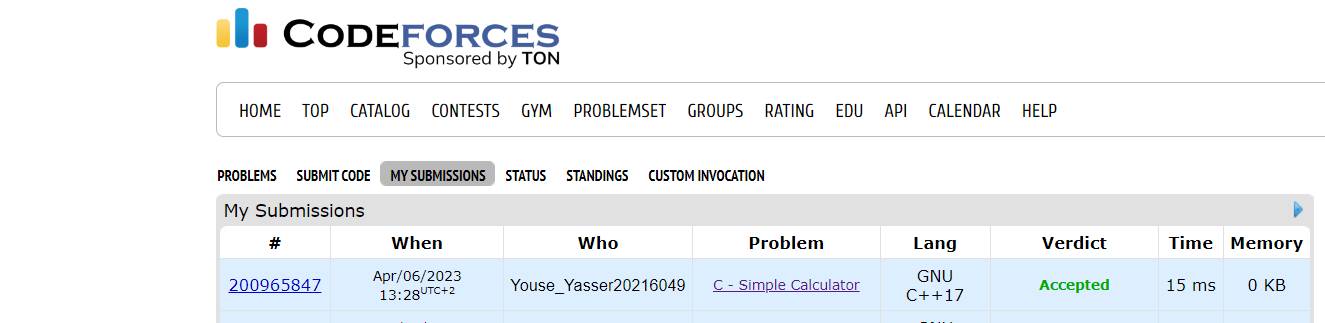 CODEFORCES
Sponsored by TON
HOME TOP CATALOG CONTESTS GYM PROBLEMSET GROUPS RATING EDU API CALENDAR HELP
PROBLEMS SUBMIT CODE MY SUBMISSIONS STATUS STANDINGS CUSTOM INVOCATION
My Submissions
# When Who Problem Lang Verdict Time Memory
200965847 Apr/06/2023 13:28UTC+2 Youse_Yasser20216049 C - Simple Calculator GNU C++17 Accepted 15 ms 0 KB